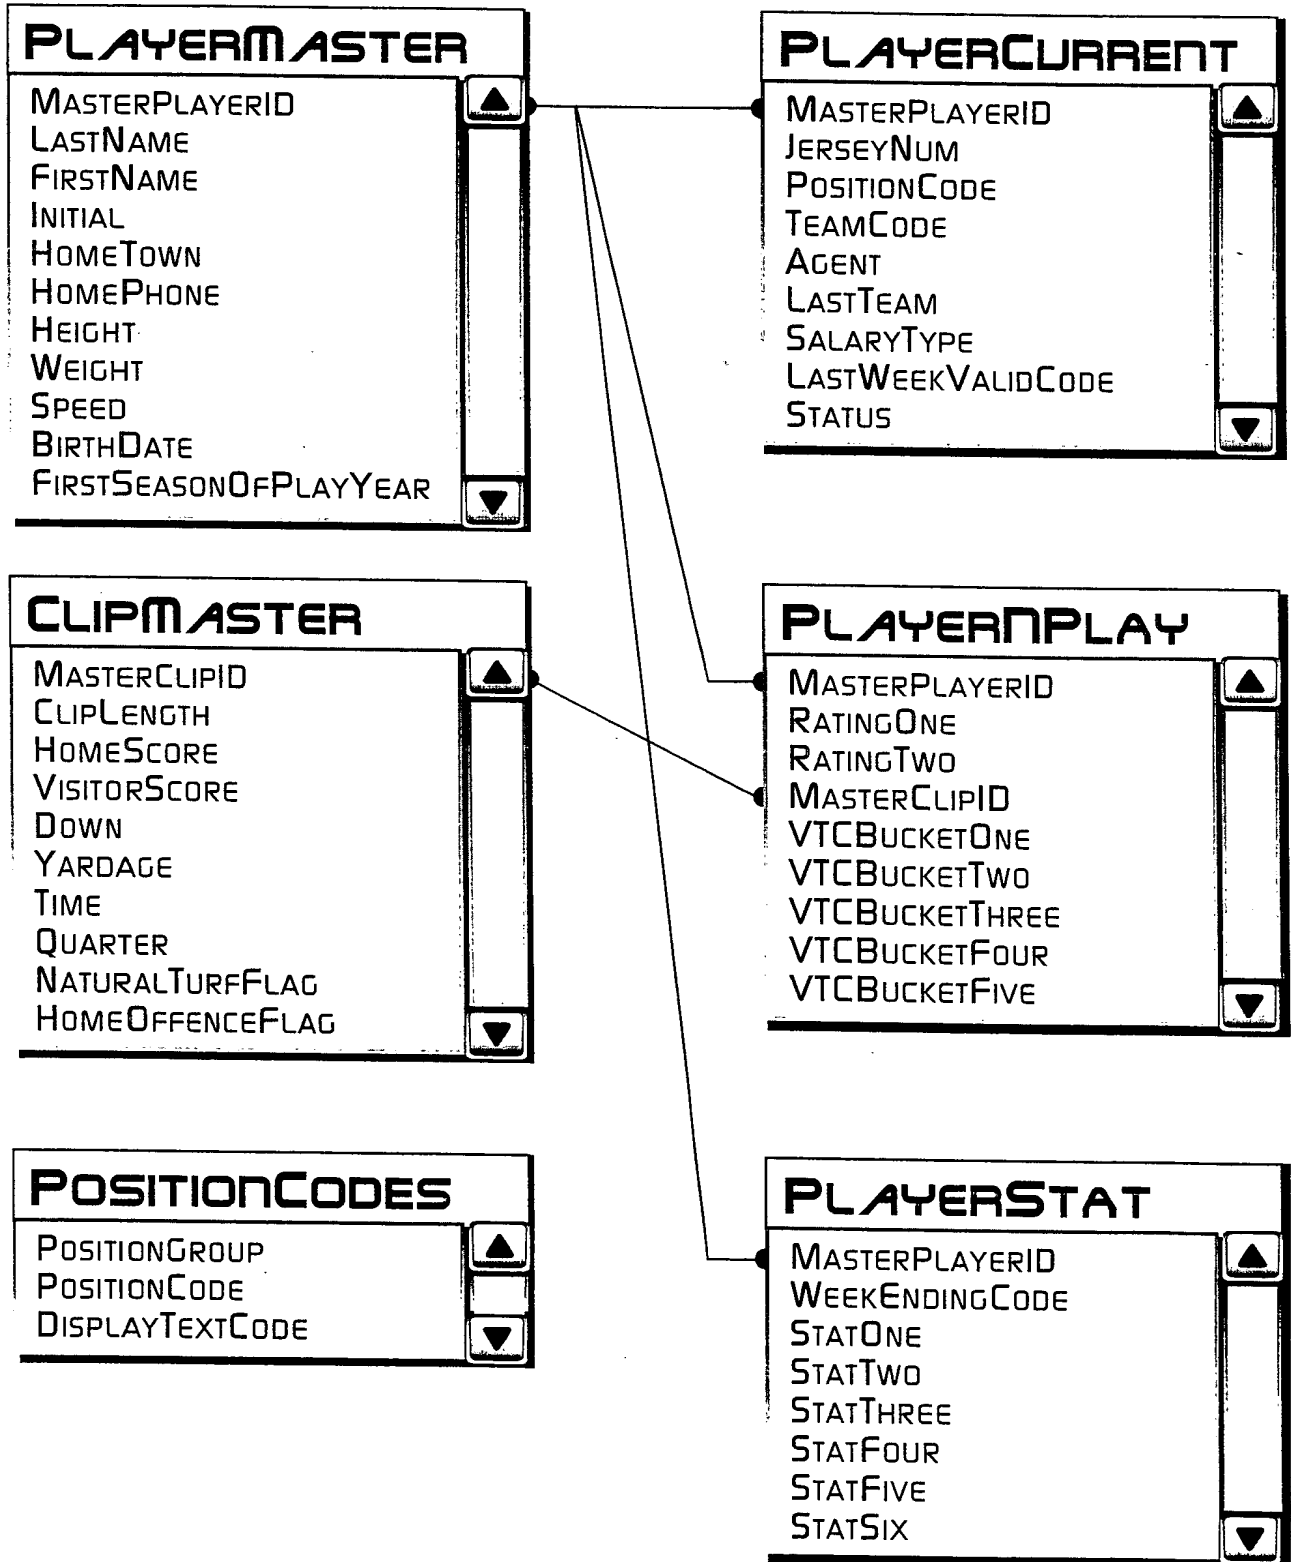 PlayerMaster
MasterPlayerID
LastName
FirstName
Initial
HomeTown
HomePhone
Height
Weight
Speed
BirthDate
FirstSeasonOfPlayYear
PlayerCurrent
MasterPlayerID
JerseyNum
PositionCode
TeamCode
Agent
LastTeam
SalaryType
LastWeekValidCode
Status
ClipMaster
MasterClipID
ClipLength
HomeScore
VisitorScore
Down
Yardage
Time
Quarter
NaturalTurfFlag
HomeOffenceFlag
PlayerNPlay
MasterPlayerID
RatingOne
RatingTwo
MasterClipID
VTCBucketOne
VTCBucketTwo
VTCBucketThree
VTCBucketFour
VTCBucketFive
PositionCodes
PositionGroup
PositionCode
DisplayTextCode
PlayerStat
MasterPlayerID
WeekEndingCode
StatOne
StatTwo
StatThree
StatFour
StatFive
StatSix